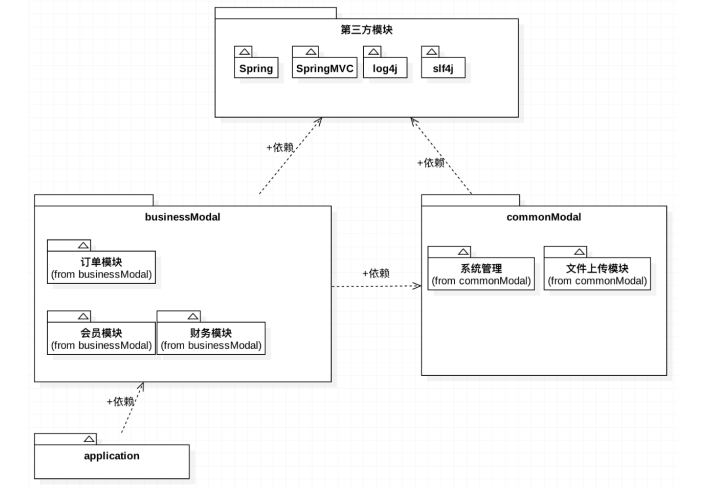 第三方模块
Spring
SpringMVC
log4j
slf4j
+依赖
+依赖
businessModal
订单模块
(from businessModal)
会员模块
(from businessModal)
财务模块
(from businessModal)
+依赖
commonModal
系统管理
(from commonModal)
文件上传模块
(from commonModal)
+依赖
application